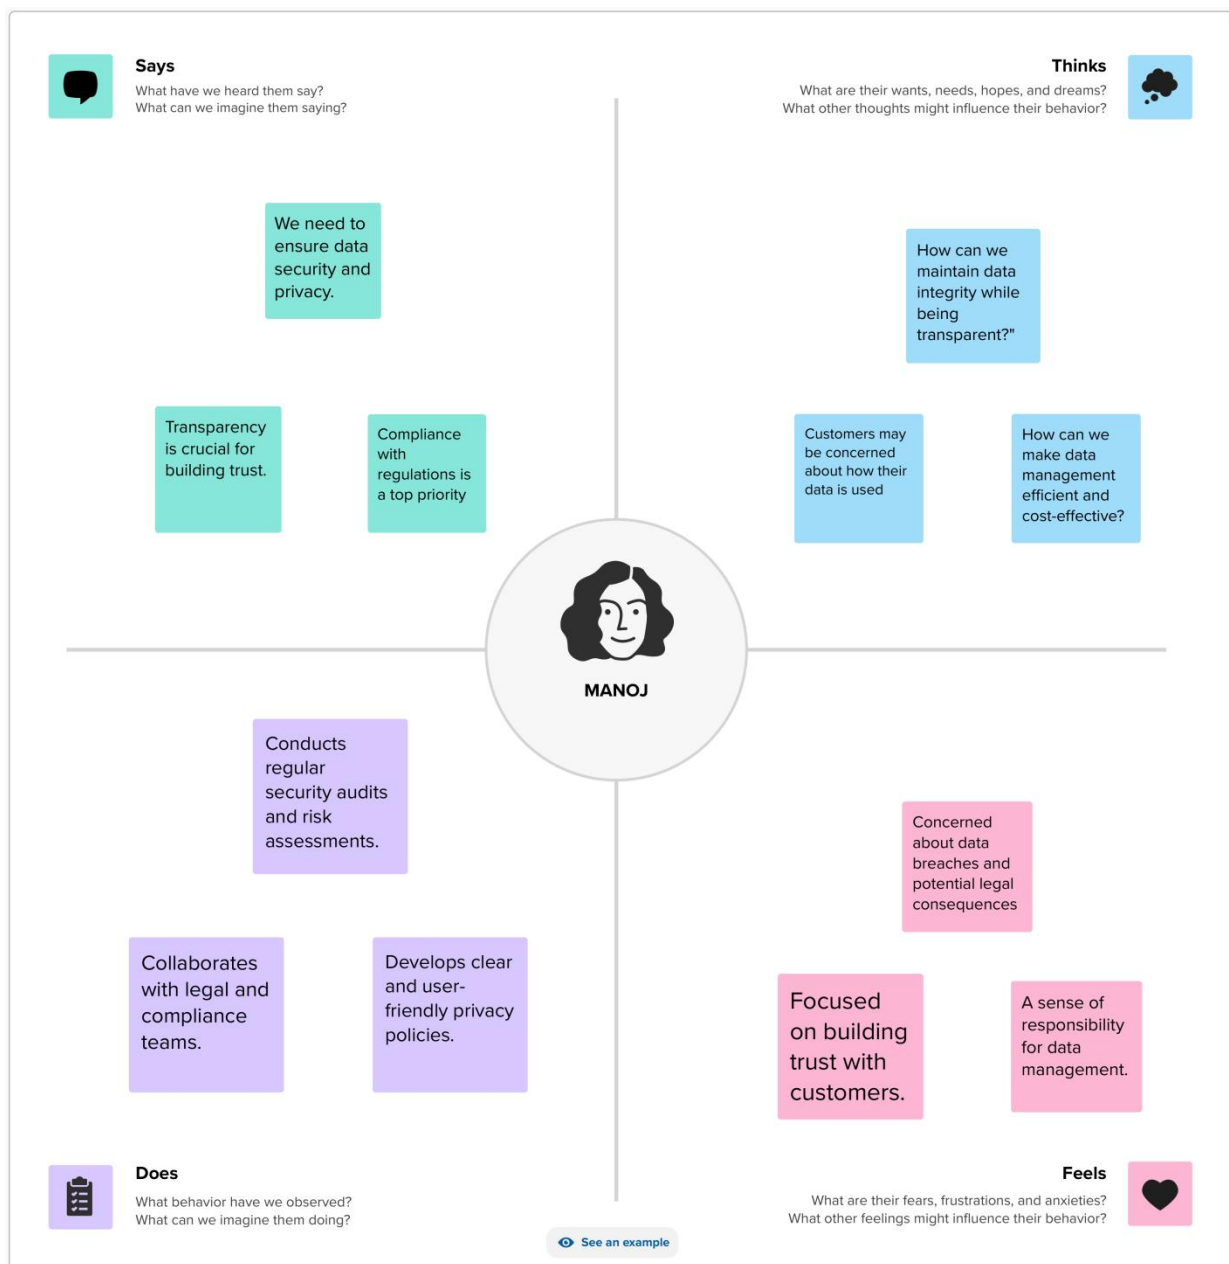 Says
What have we heard them say?
What can we imagine them saying?
Thinks
What are their wants, needs, hopes, and dreams?
What other thoughts might influence their behavior?
We need to
ensure data
security and
privacy.
Transparency
is crucial for
building trust.
Compliance
with
regulations is
a top priority
How can we
maintain data
integrity while
being
transparent?"
Customers may
be concerned
about how their
data is used
How can we
make data
management
efficient and
cost-effective?
MANOJ
Conducts
regular
security audits
and risk
assessments.
Collaborates
with legal and
compliance
teams.
Develops clear
and user-
friendly privacy
policies.
Concerned
about data
breaches and
potential legal
consequences
Focused
on building
trust with
customers.
A sense of
responsibility
for data
management.
Does
What behavior have we observed?
What can we imagine them doing?
Feels
What are their fears, frustrations, and anxieties?
What other feelings might influence their behavior?
See an example